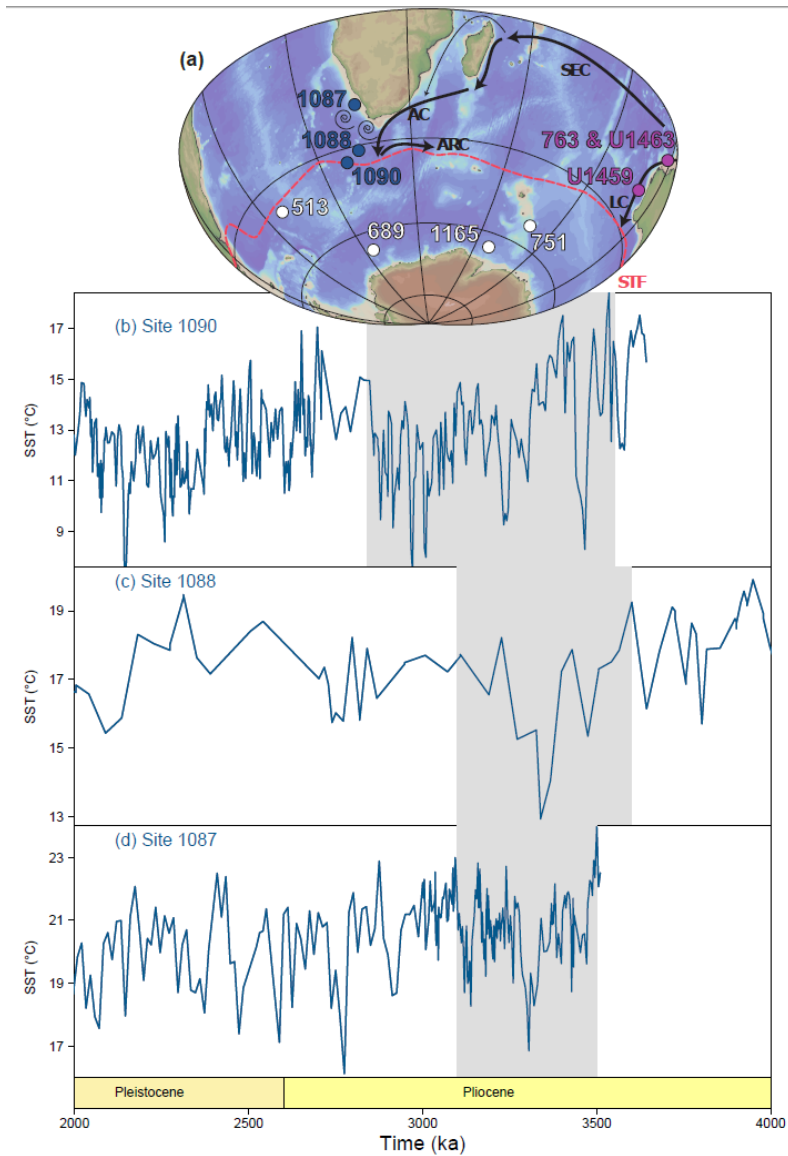 (a)
SEC
1087
AC
1088
ARC
763 & U1463
1090
U1459
LC
513
689
1165
751
STF
(b) Site 1090
17
15
13
11
9
SST (°C)
(c) Site 1088
19
17
15
13
SST (°C)
(d) Site 1087
23
21
19
17
SST (°C)
Pleistocene Pliocene
2000 2500 3000 3500 4000
Time (ka)